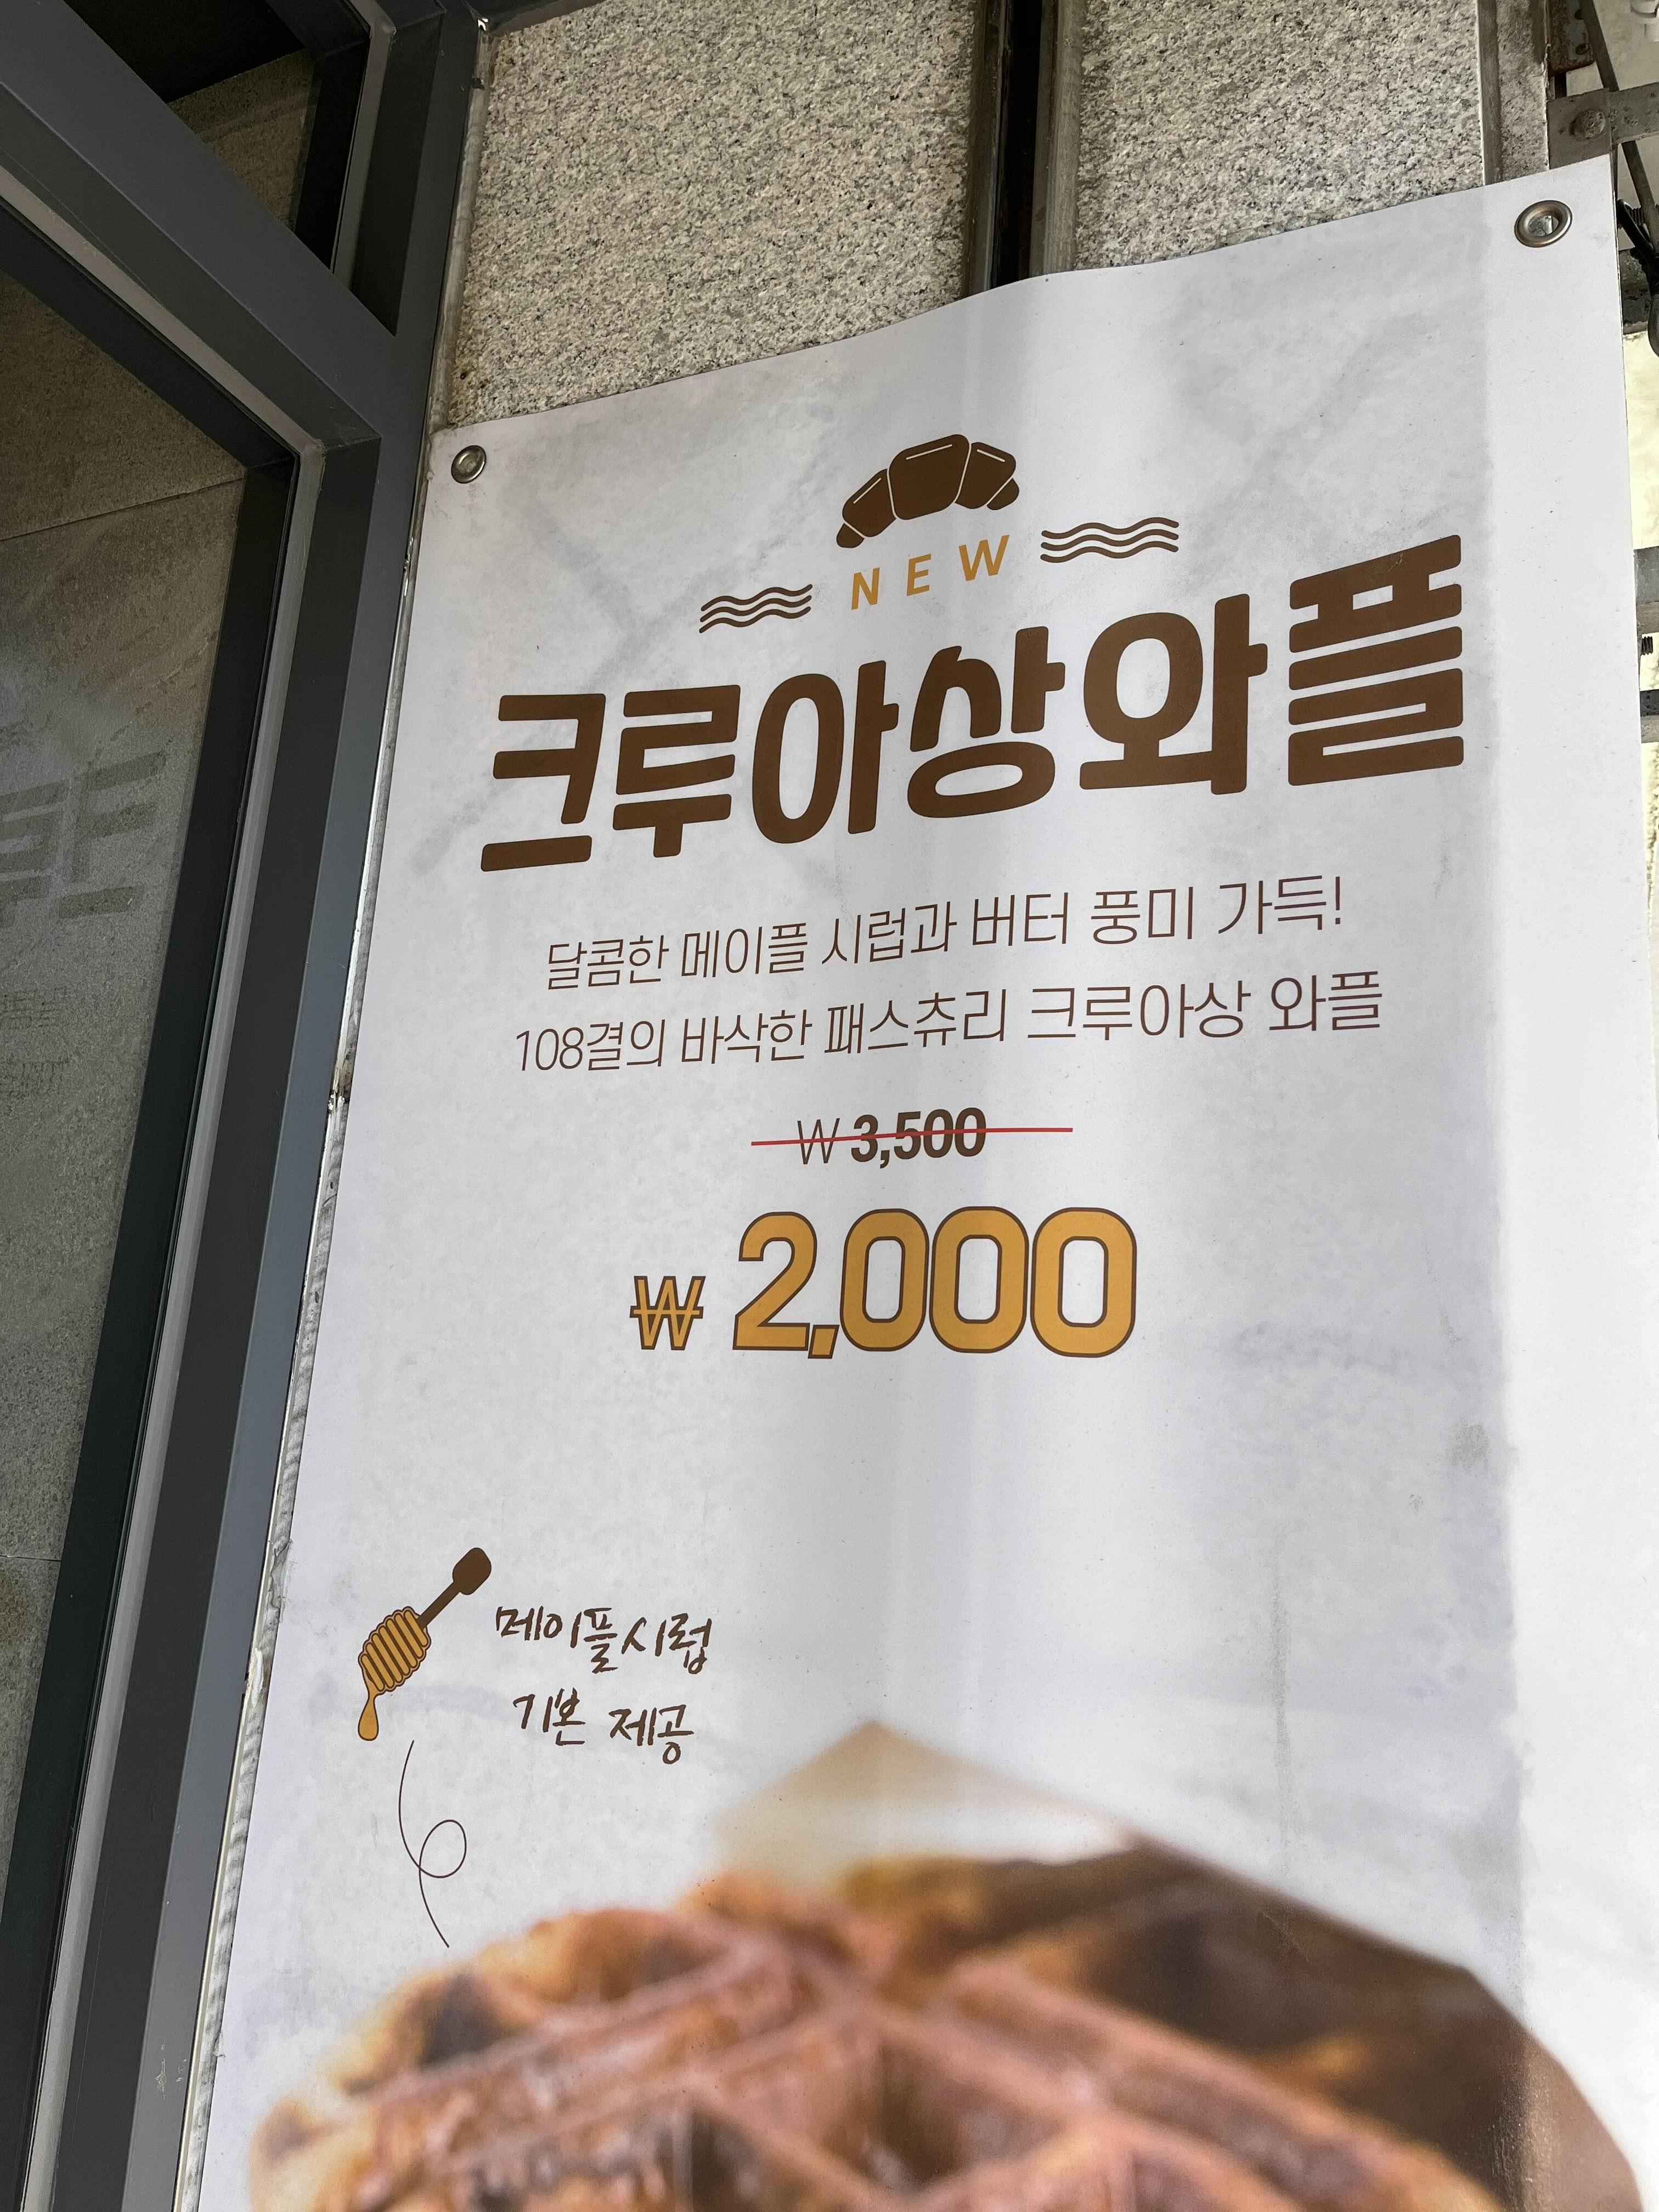 NEW
크루아상와플
달콤한 메이플 시럽과 버터 풍미 가득!
108결의 바삭한 패스츄리 크루아상 와플
₩ 3,500
₩ 2,000
메이플시럽
기본 제공